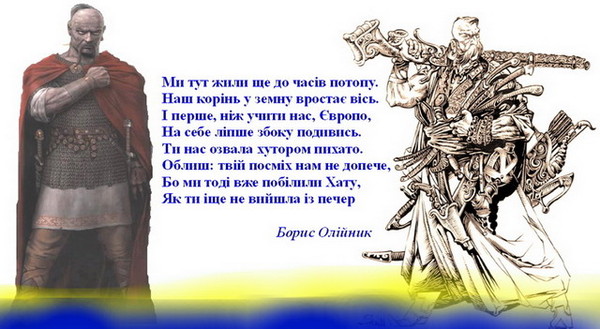 Ми тут жили ще до часів потопу.
Наш корінь у земну вростає вісь.
І перше, ніж учити нас, Європо,
На себе ліпше збоку подивись.
Ти нас озвала хутором пихато.
Облиш: твій посміх нам не допече,
Бо ми тоді вже побілили Хату,
Як ти іще не вийшла із печер
Борис Олійник